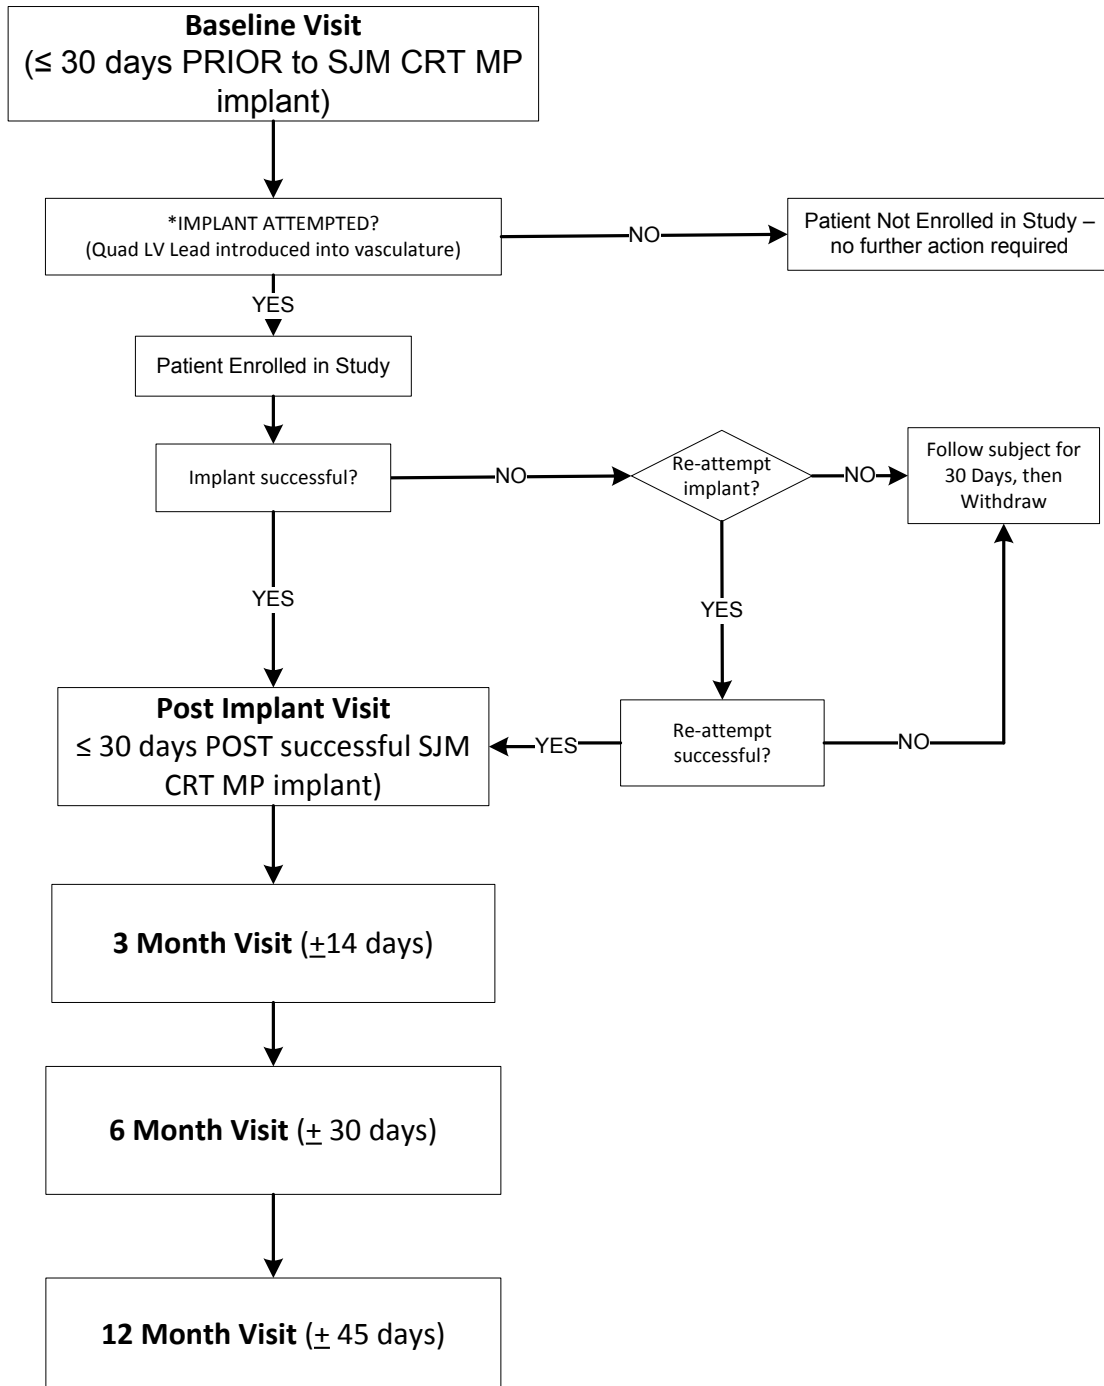 Baseline Visit
(≤ 30 days PRIOR to SJM CRT MP
implant)
*IMPLANT ATTEMPTED?
(Quad LV Lead introduced into vasculature)
NO
Patient Not Enrolled in Study –
no further action required
YES
Patient Enrolled in Study
Implant successful?
NO
Re-attempt
implant?
NO
Follow subject for
30 Days, then
Withdraw
YES
YES
Post Implant Visit
≤ 30 days POST successful SJM
CRT MP implant)
YES
Re-attempt
successful?
NO
3 Month Visit (±14 days)
6 Month Visit (± 30 days)
12 Month Visit (± 45 days)